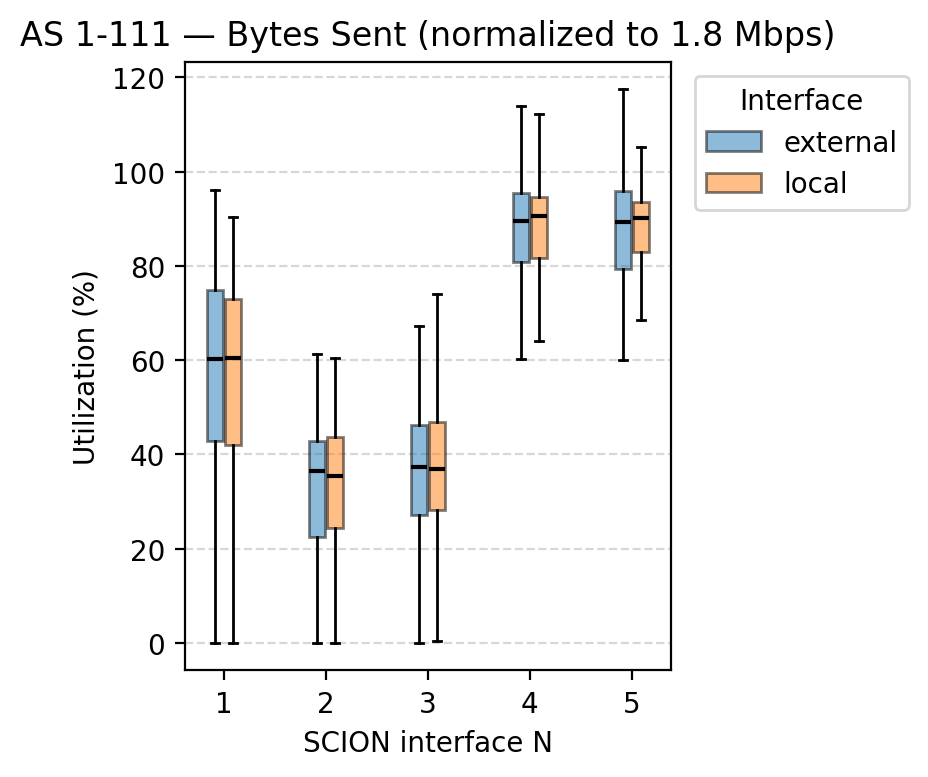 AS 1-111 — Bytes Sent (normalized to 1.8 Mbps)
120
100
80
60
40
20
0
Utilization (%)
1 2 3 4 5
SCION interface N
Interface
external
local